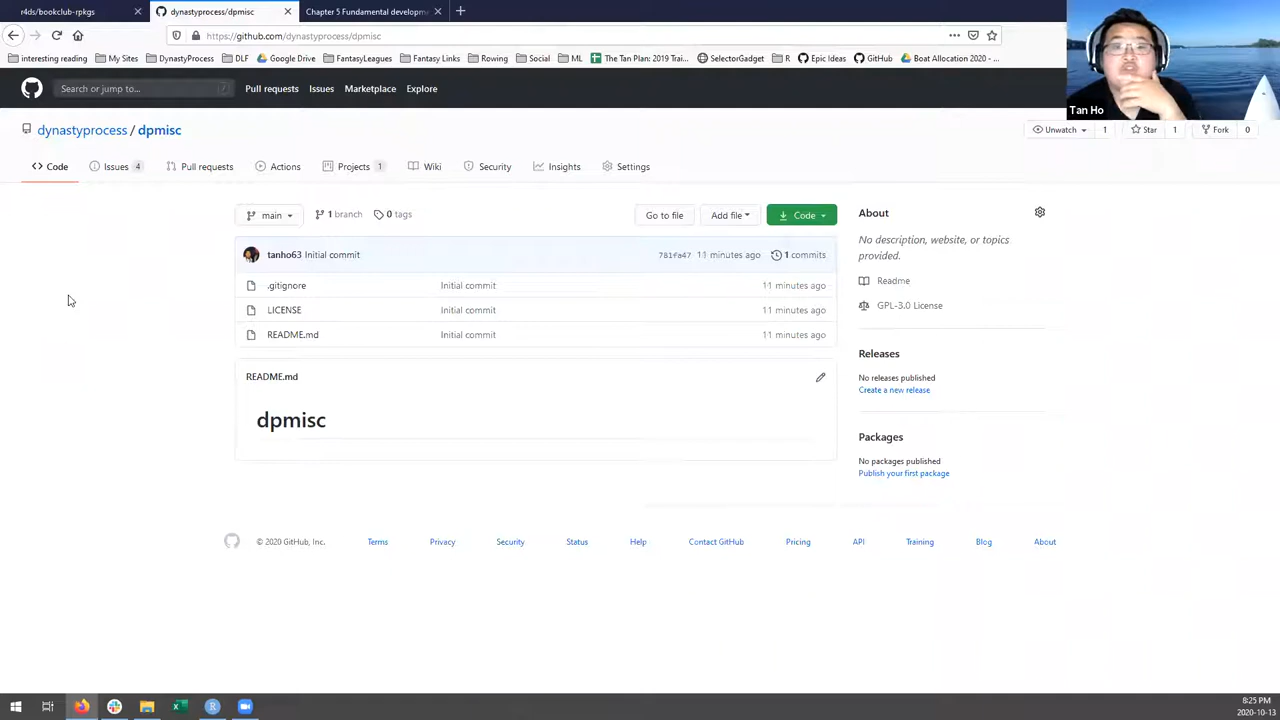 r4ds/bookclub-rpkgs
dynastyprocess/dpmisc
Chapter 5 Fundamental developme
https://github.com/dynastyprocess/dpmisc
interesting reading
My Sites
DynastyProcess
DLF
Google Drive
FantasyLeagues
Fantasy Links
Rowing
Social
ML
The Tan Plan: 2019 Trai...
SelectorGadget
R
Epic Ideas
GitHub
Boat Allocation 2020 - ...
Tan Ho
Search or jump to...
/
Pull requests
Issues
Marketplace
Explore
dynastyprocess / dpmisc
Unwatch
1
Star
1
Fork
0
Code
Issues 4
Pull requests
Actions
Projects 1
Wiki
Security
Insights
Settings
main
1 branch
0 tags
Go to file
Add file
Code
tanho63 Initial commit
781fa47 11 minutes ago
1 commits
.gitignore
Initial commit
11 minutes ago
LICENSE
Initial commit
11 minutes ago
README.md
Initial commit
11 minutes ago
README.md
dpmisc
About
No description, website, or topics
provided.
Readme
GPL-3.0 License
Releases
No releases published
Create a new release
Packages
No packages published
Publish your first package
© 2020 GitHub, Inc.
Terms
Privacy
Security
Status
Help
Contact GitHub
Pricing
API
Training
Blog
About
8:25 PM
2020-10-13